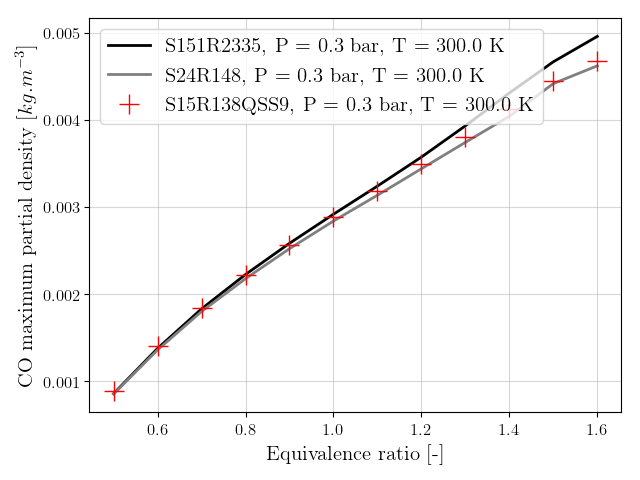 S151R2335, P = 0.3 bar, T = 300.0 K
S24R148, P = 0.3 bar, T = 300.0 K
S15R138QSS9, P = 0.3 bar, T = 300.0 K
CO maximum partial density [kg.m⁻³]
0.005
0.004
0.003
0.002
0.001
0.6 0.8 1.0 1.2 1.4 1.6
Equivalence ratio [-]